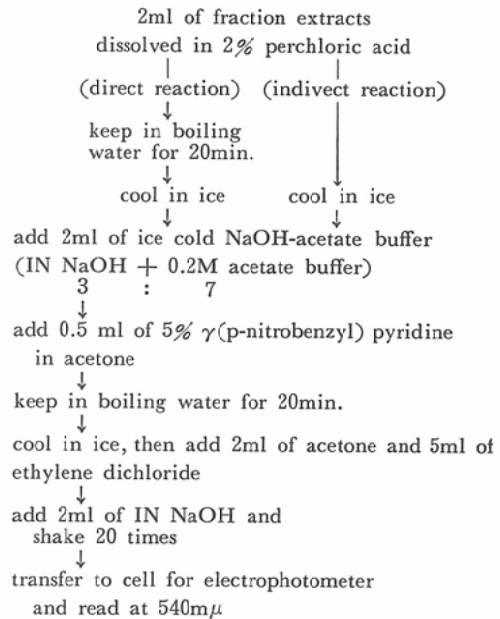 2ml of fraction extracts
dissolved in 2% perchloric acid
(direct reaction) (indivect reaction)
keep in boiling
water for 20min.
cool in ice cool in ice
add 2ml of ice cold NaOH-acetate buffer
(IN NaOH + 0.2M acetate buffer)
3 : 7
add 0.5 ml of 5% γ(p-nitrobenzyl) pyridine
in acetone
keep in boiling water for 20min.
cool in ice, then add 2ml of acetone and 5ml of
ethylene dichloride
add 2ml of IN NaOH and
shake 20 times
transfer to cell for electrophotometer
and read at 540mμ